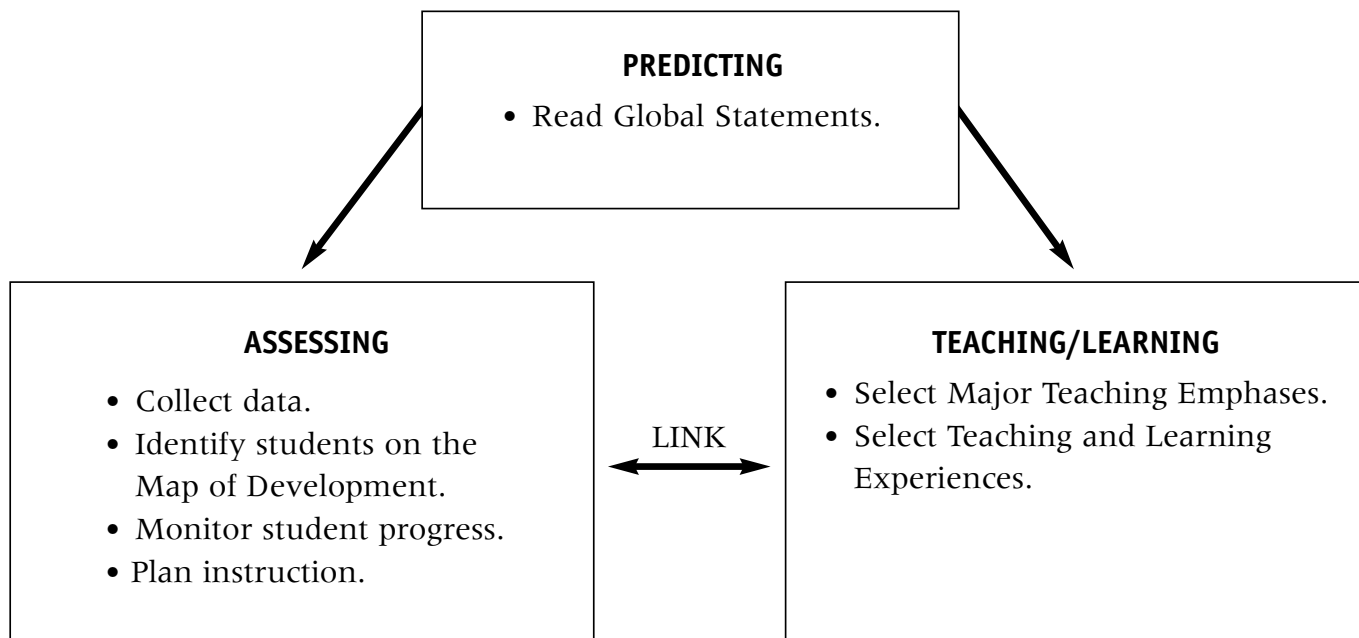 PREDICTING
• Read Global Statements.
ASSESSING
• Collect data.
• Identify students on the
Map of Development.
• Monitor student progress.
• Plan instruction.
LINK
TEACHING/LEARNING
• Select Major Teaching Emphases.
• Select Teaching and Learning
Experiences.